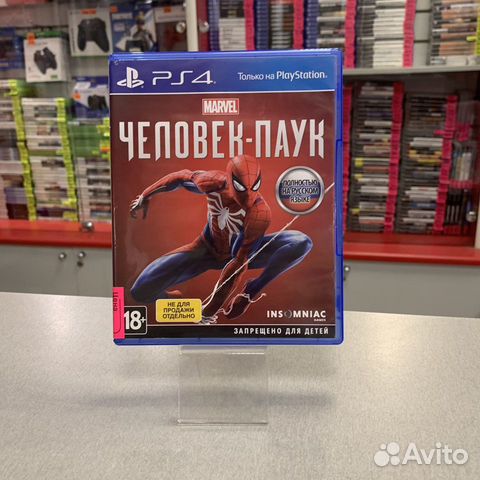 PS4
Только на PlayStation
MARVEL
ЧЕЛОВЕК-ПАУК
ПОЛНОСТЬЮ
НА РУССКОМ
ЯЗЫКЕ
НЕ ДЛЯ
ПРОДАЖИ
ОТДЕЛЬНО
18+
INSOMNIAC
GAMES
ЗАПРЕЩЕНО ДЛЯ ДЕТЕЙ
Цена
Avito